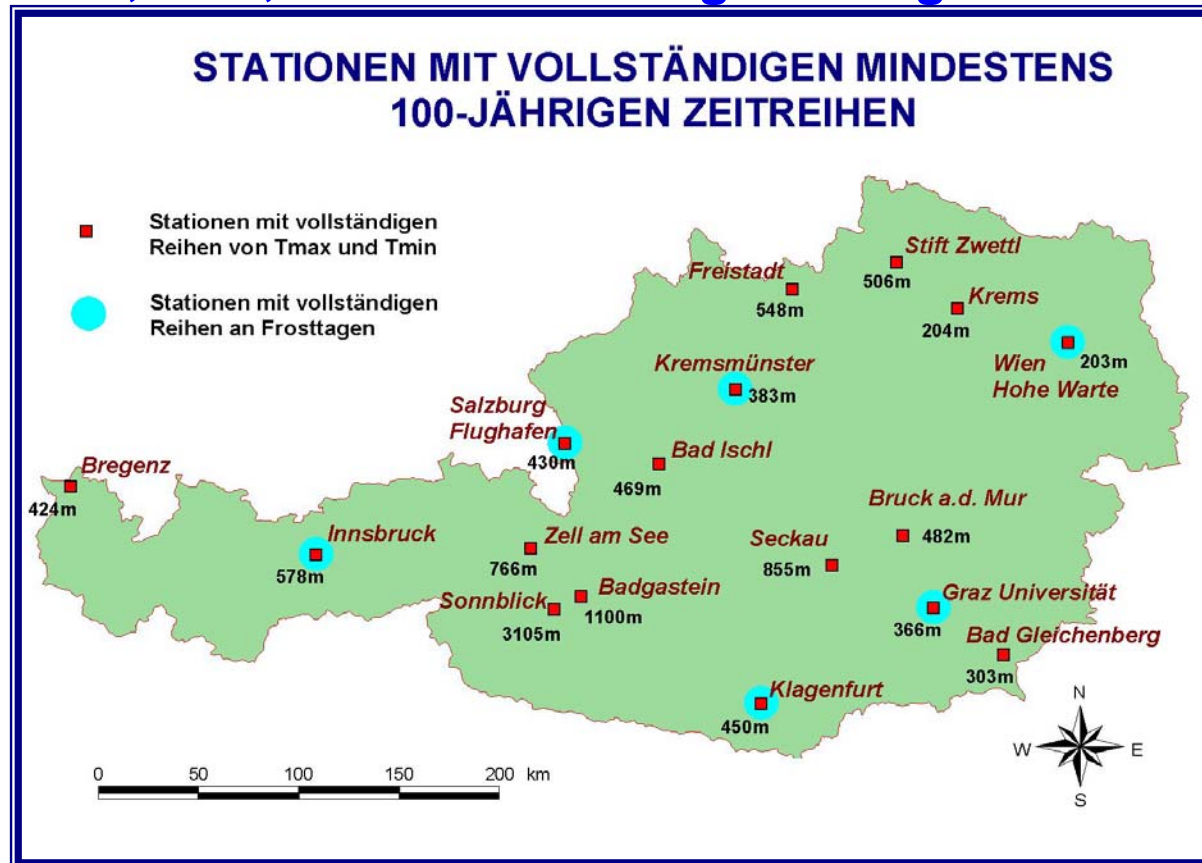 STATIONEN MIT VOLLSTÄNDIGEN MINDESTENS
100-JÄHRIGEN ZEITREIHEN
Stationen mit vollständigen
Reihen von Tmax und Tmin
Stationen mit vollständigen
Reihen an Frosttagen
Stift Zwettl
506m
Freistadt
548m
Krems
204m
Wien
Hohe Warte
203m
Kremsmünster
383m
Salzburg
Flughafen
430m
Bad Ischl
469m
Bregenz
424m
Innsbruck
578m
Zell am See
766m
Bruck a.d. Mur
482m
Seckau
855m
Sonnblick
3105m
Badgastein
1100m
Graz Universität
366m
Bad Gleichenberg
303m
Klagenfurt
450m
N
W E
S
0 50 100 150 200 km